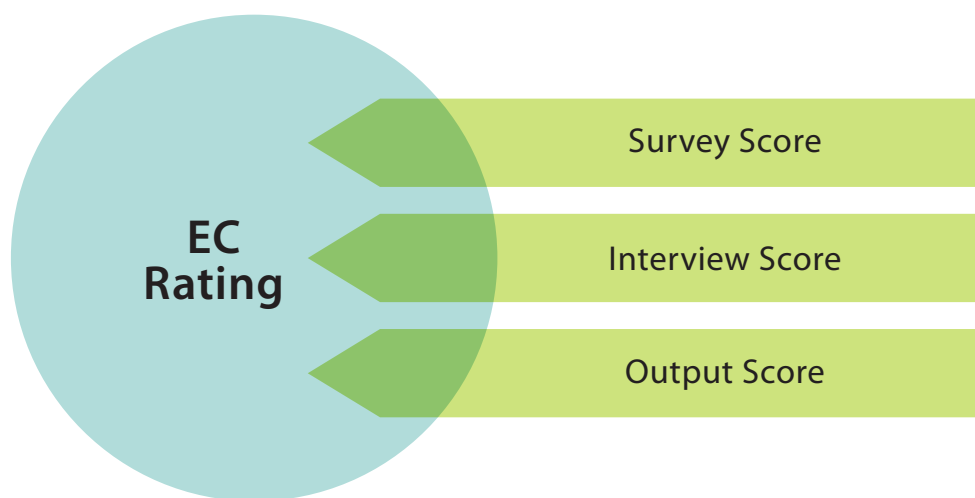 EC
Rating
Survey Score
Interview Score
Output Score